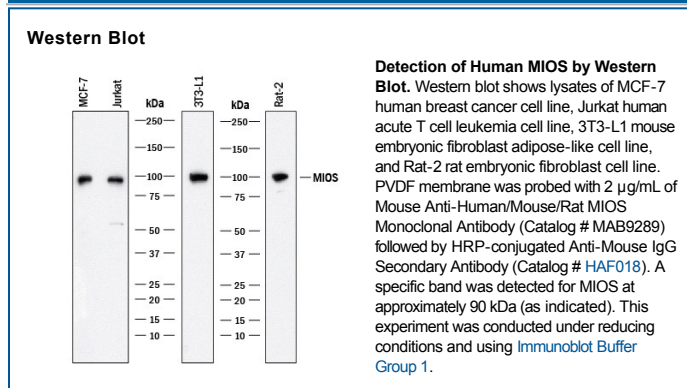 Western Blot
MCF-7
Jurkat
kDa
3T3-L1
kDa
Rat-2
250
150
100
75
50
37
25
20
15
10
250
150
100
75
50
37
25
20
15
10
MIOS
Detection of Human MIOS by Western
Blot. Western blot shows lysates of MCF-7
human breast cancer cell line, Jurkat human
acute T cell leukemia cell line, 3T3-L1 mouse
embryonic fibroblast adipose-like cell line,
and Rat-2 rat embryonic fibroblast cell line.
PVDF membrane was probed with 2 µg/mL of
Mouse Anti-Human/Mouse/Rat MIOS
Monoclonal Antibody (Catalog # MAB9289)
followed by HRP-conjugated Anti-Mouse IgG
Secondary Antibody (Catalog # HAF018). A
specific band was detected for MIOS at
approximately 90 kDa (as indicated). This
experiment was conducted under reducing
conditions and using Immunoblot Buffer
Group 1.